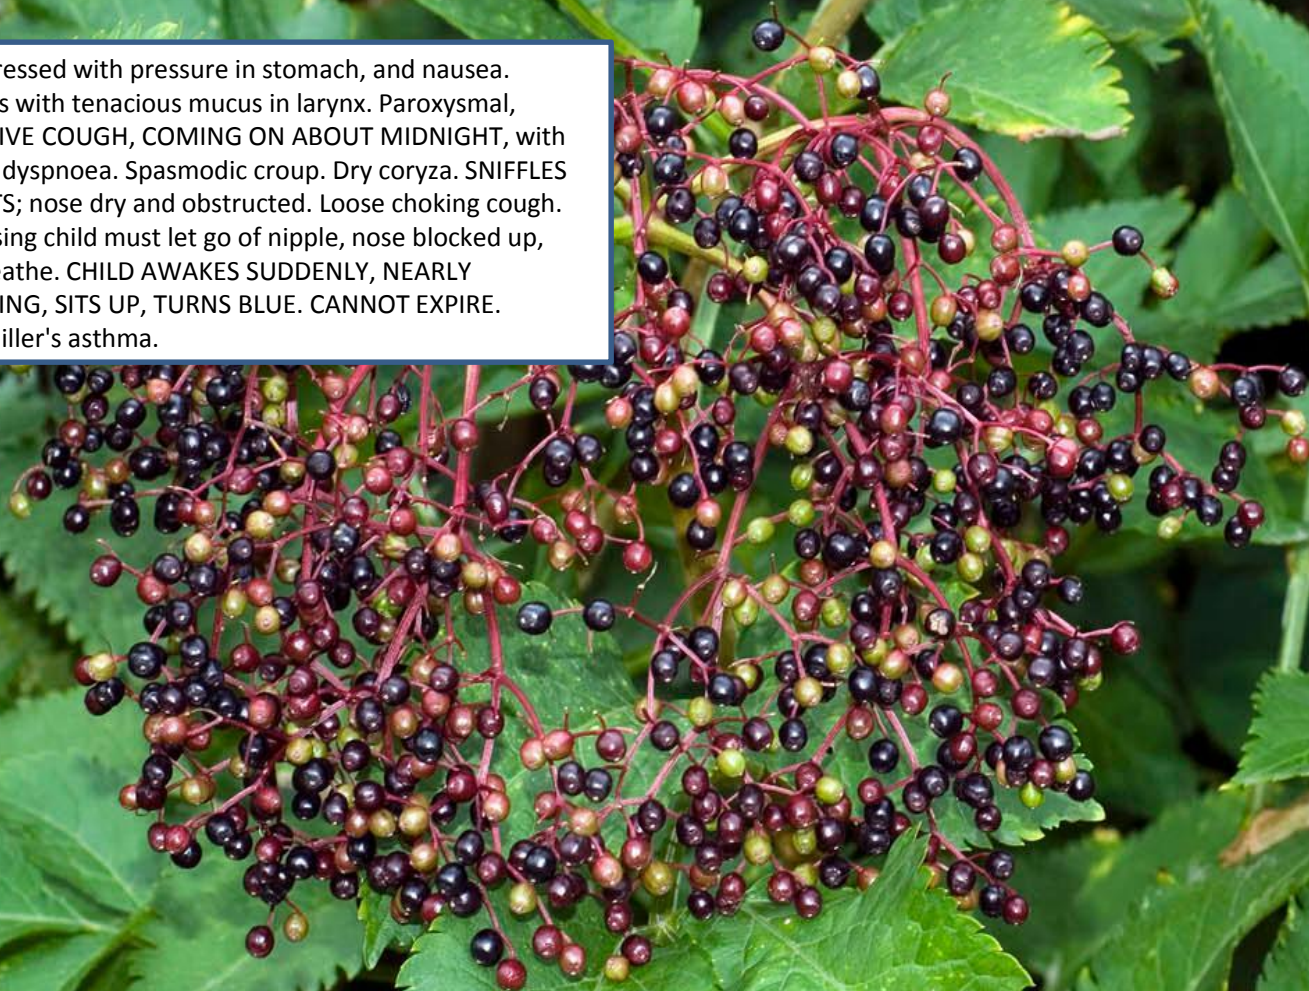 ressed with pressure in stomach, and nausea.
s with tenacious mucus in larynx. Paroxysmal,
IVE COUGH, COMING ON ABOUT MIDNIGHT, with
dyspnoea. Spasmodic croup. Dry coryza. SNIFFLES
TS; nose dry and obstructed. Loose choking cough.
sing child must let go of nipple, nose blocked up,
eathe. CHILD AWAKES SUDDENLY, NEARLY
ING, SITS UP, TURNS BLUE. CANNOT EXPIRE.
iller's asthma.